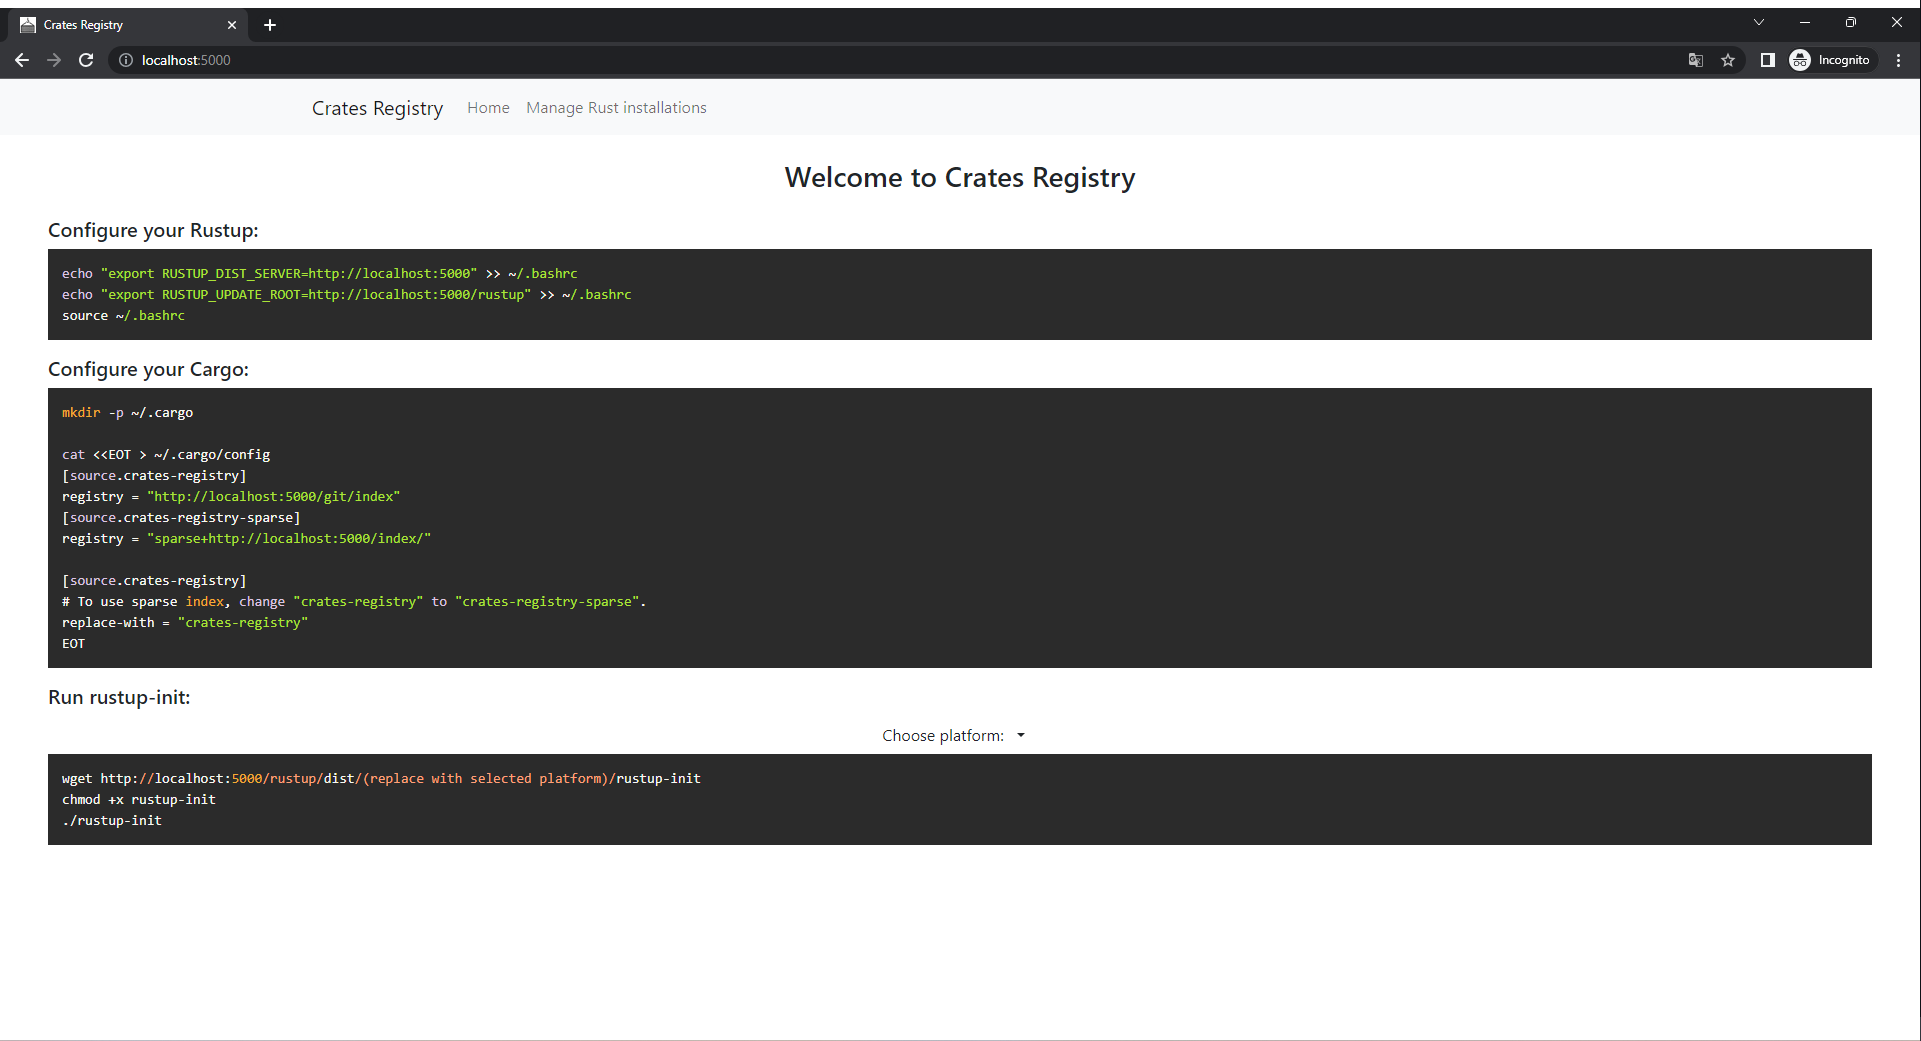 Crates Registry
localhost:5000
Incognito
Crates Registry
Home
Manage Rust installations
Welcome to Crates Registry
Configure your Rustup:
echo "export RUSTUP_DIST_SERVER=http://localhost:5000" >> ~/.bashrc
echo "export RUSTUP_UPDATE_ROOT=http://localhost:5000/rustup" >> ~/.bashrc
source ~/.bashrc
Configure your Cargo:
mkdir -p ~/.cargo
cat <<EOT > ~/.cargo/config
[source.crates-registry]
registry = "http://localhost:5000/git/index"
[source.crates-registry-sparse]
registry = "sparse+http://localhost:5000/index/"
[source.crates-registry]
# To use sparse index, change "crates-registry" to "crates-registry-sparse".
replace-with = "crates-registry"
EOT
Run rustup-init:
Choose platform:
wget http://localhost:5000/rustup/dist/(replace with selected platform)/rustup-init
chmod +x rustup-init
./rustup-init